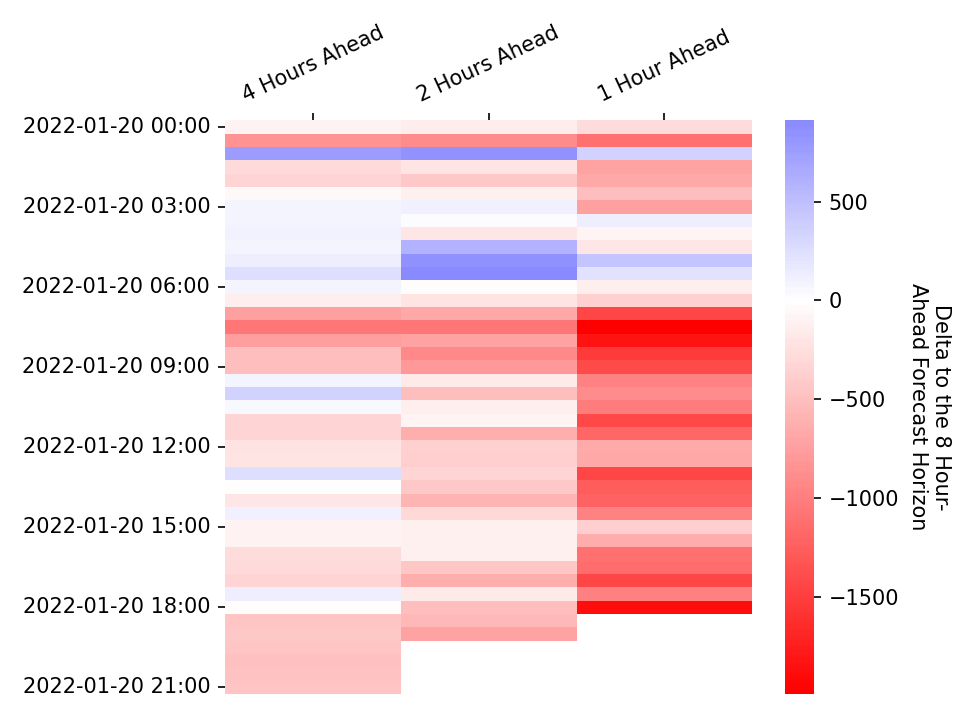 4 Hours Ahead
2 Hours Ahead
1 Hour Ahead
2022-01-20 00:00
2022-01-20 03:00
2022-01-20 06:00
2022-01-20 09:00
2022-01-20 12:00
2022-01-20 15:00
2022-01-20 18:00
2022-01-20 21:00
500
0
−500
−1000
−1500
Delta to the 8 Hour-
Ahead Forecast Horizon